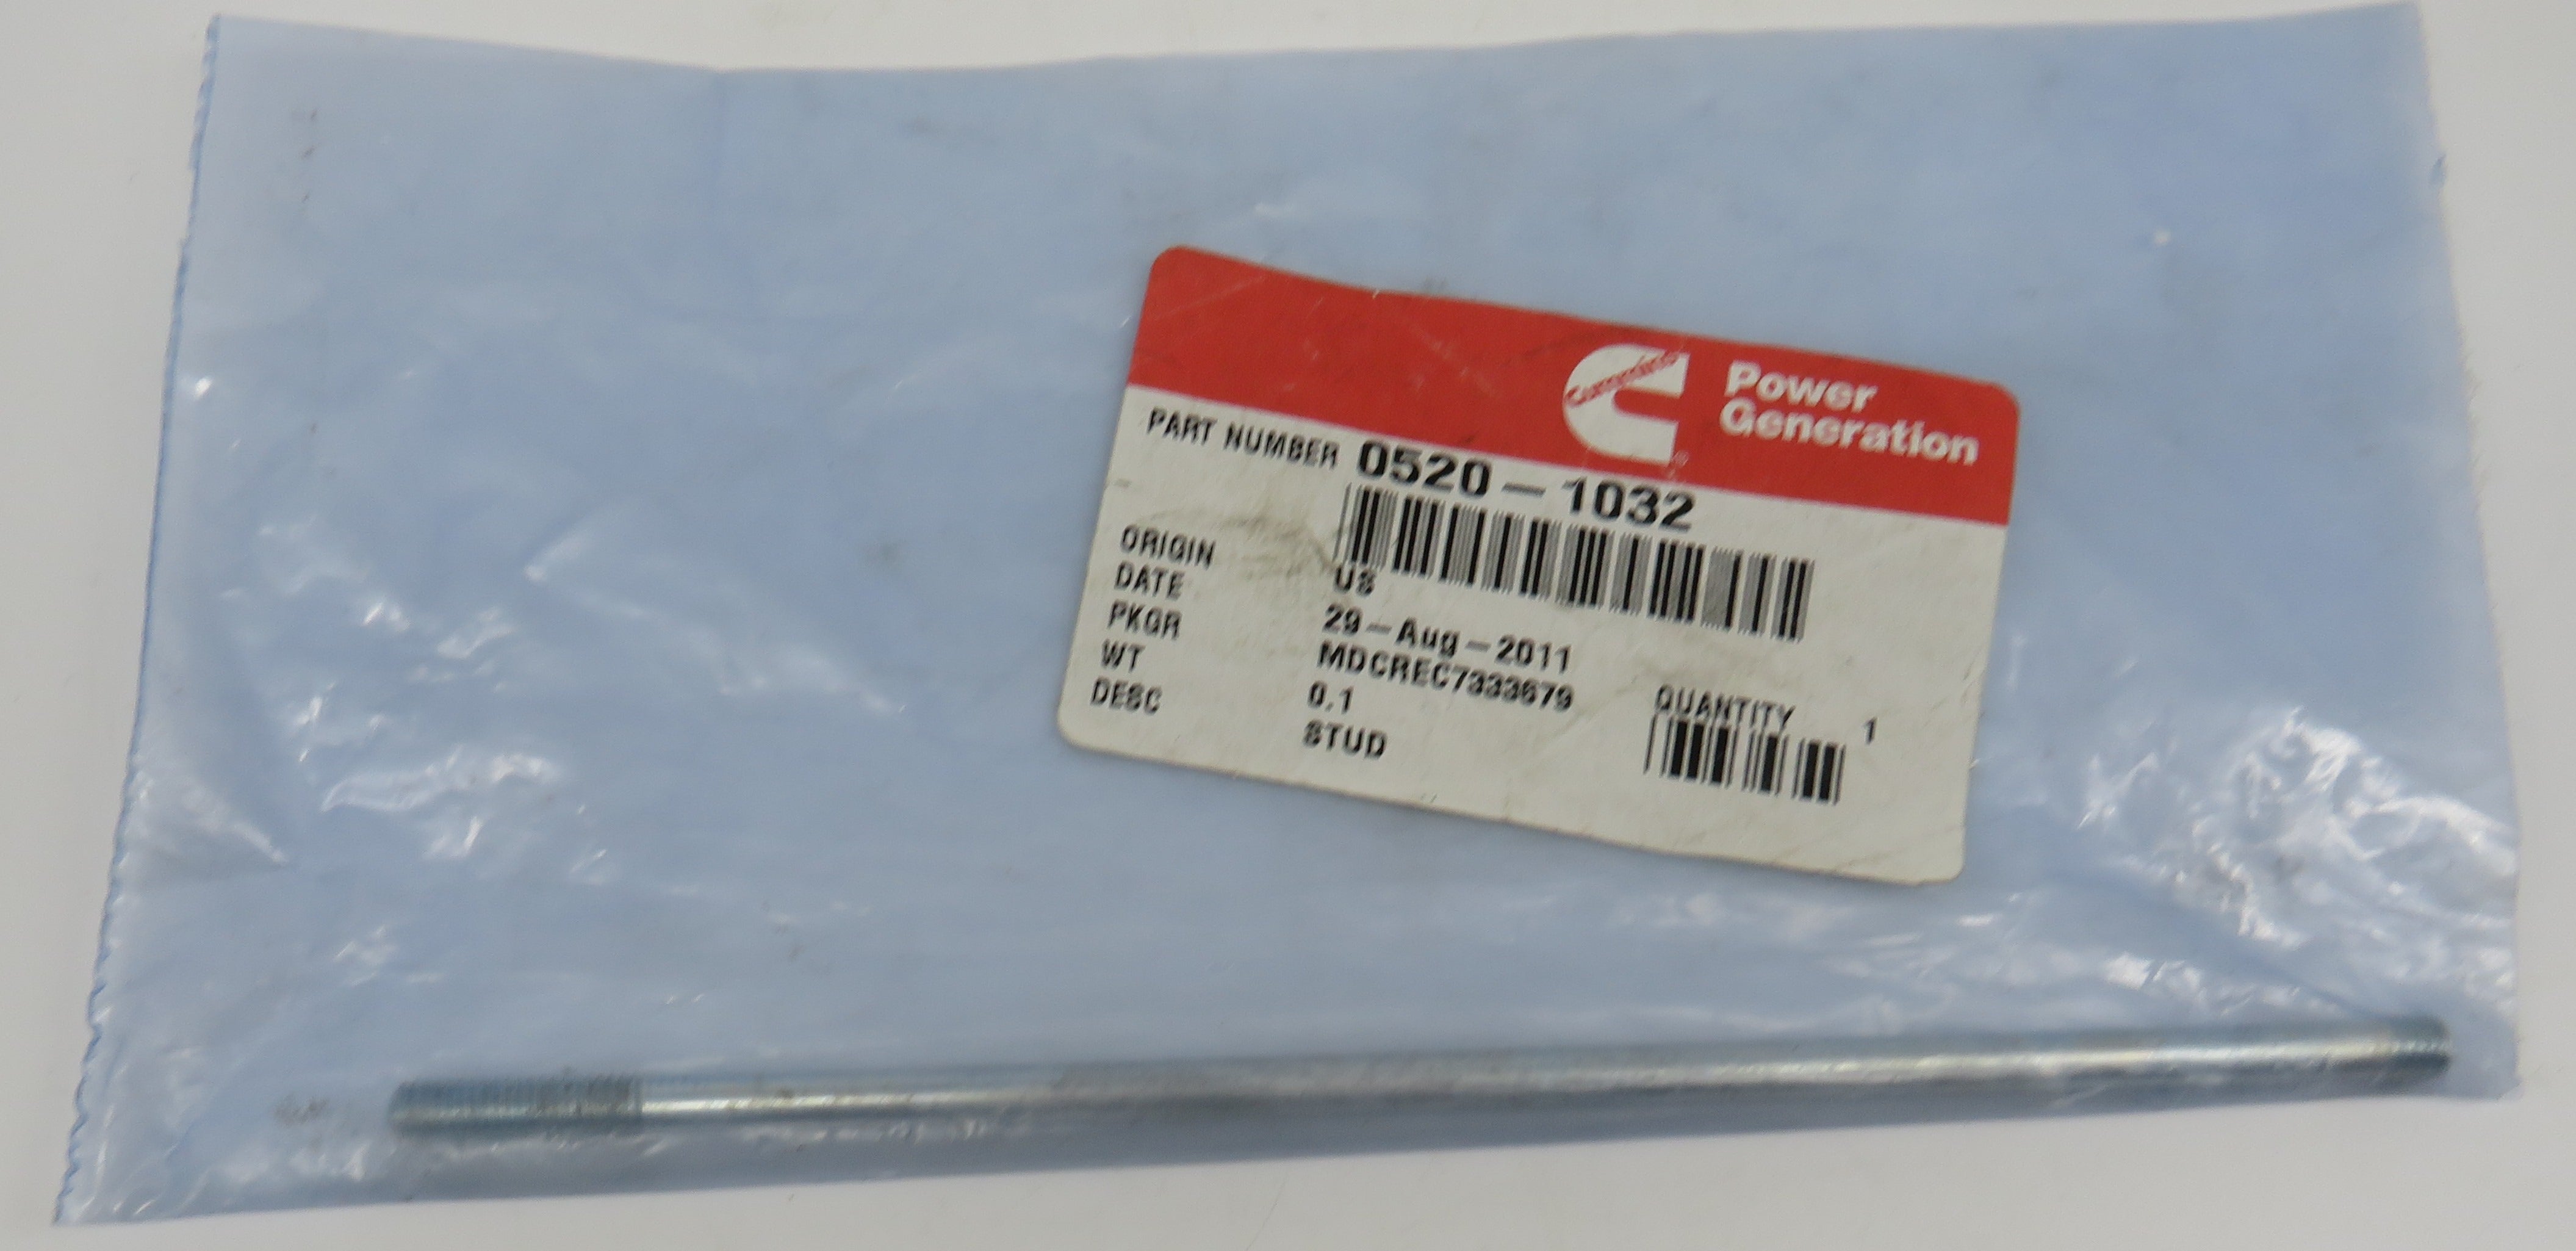 Cummins
Power
Generation
PART NUMBER 0520-1032
ORIGIN US
DATE 29-Aug-2011
PKGR MDCREC7333679
WT 0.1
DESC STUD
QUANTITY 1